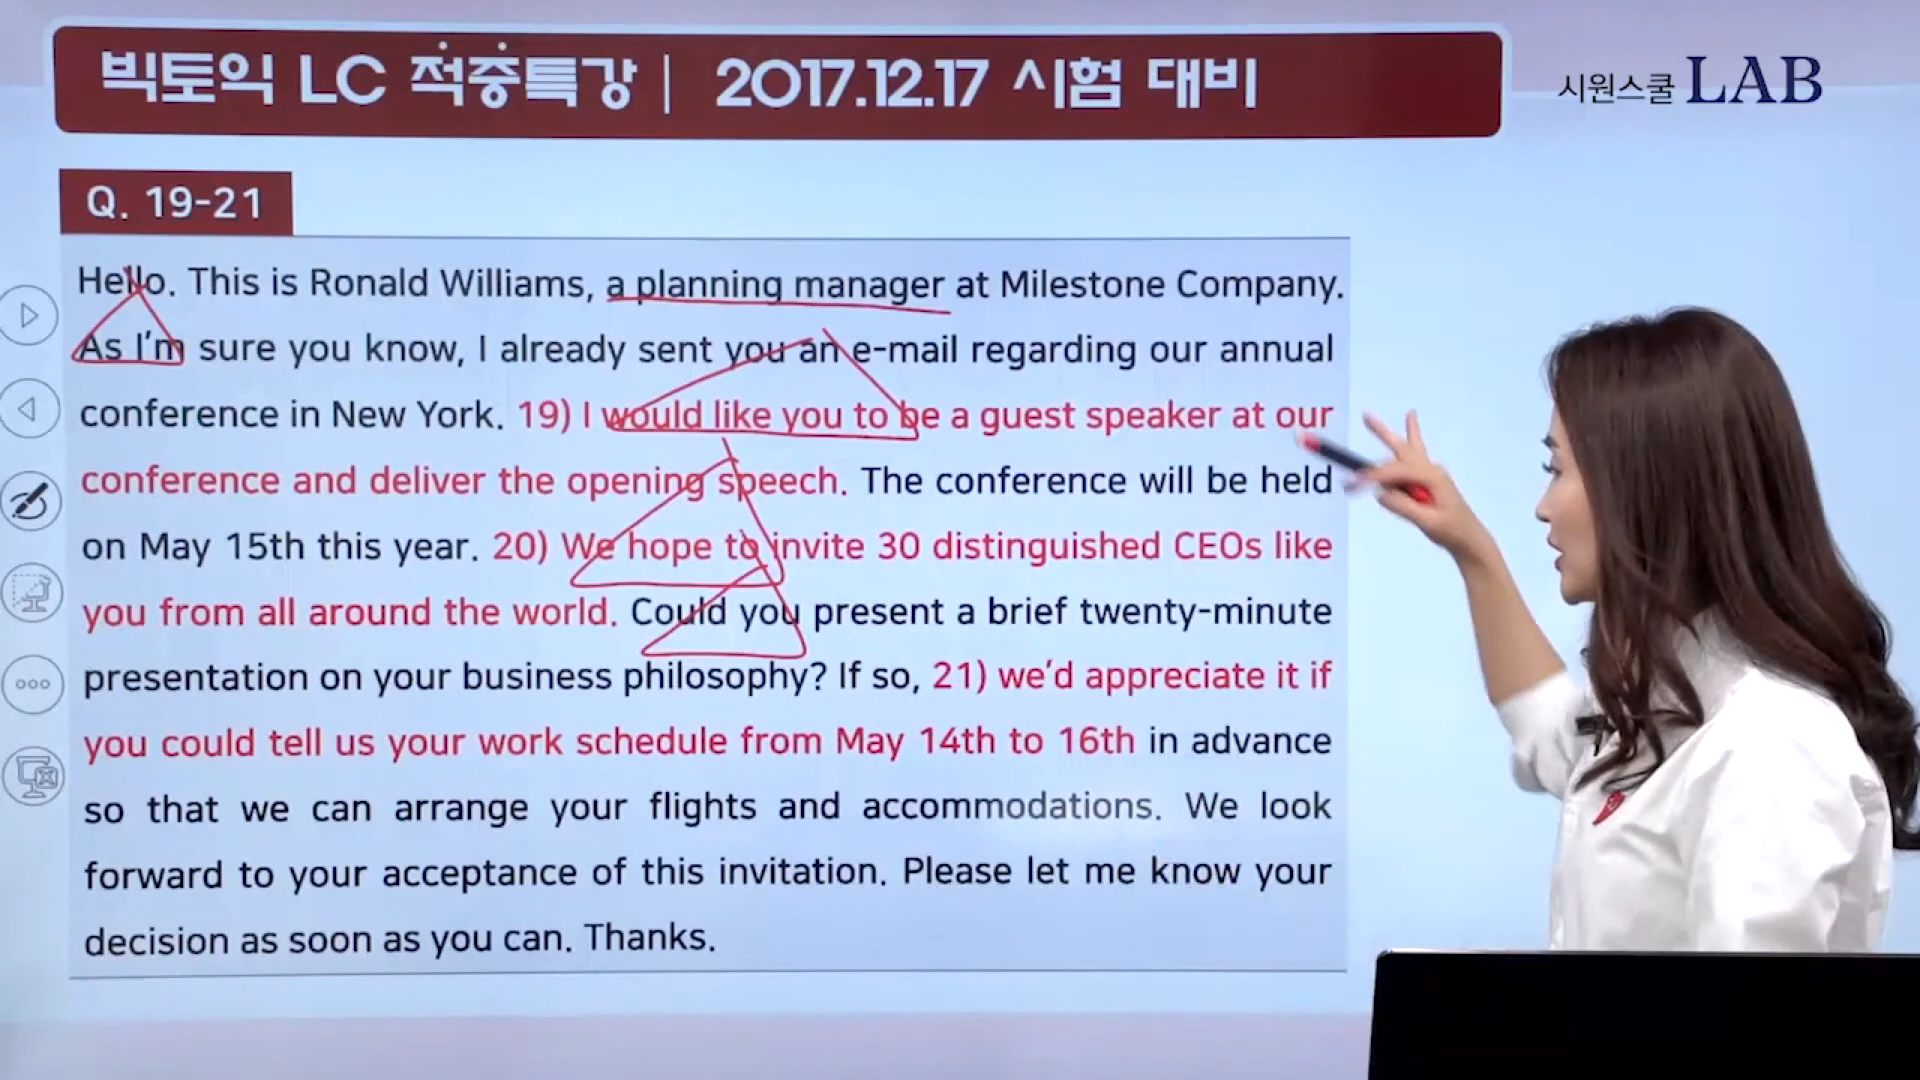 빅토익 LC 적중특강 | 2017.12.17 시험 대비
시원스쿨 LAB
Q. 19-21
Hello. This is Ronald Williams, a planning manager at Milestone Company.
As I'm sure you know, I already sent you an e-mail regarding our annual
conference in New York. 19) I would like you to be a guest speaker at our
conference and deliver the opening speech. The conference will be held
on May 15th this year. 20) We hope to invite 30 distinguished CEOs like
you from all around the world. Could you present a brief twenty-minute
presentation on your business philosophy? If so, 21) we'd appreciate it if
you could tell us your work schedule from May 14th to 16th in advance
so that we can arrange your flights and accommodations. We look
forward to your acceptance of this invitation. Please let me know your
decision as soon as you can. Thanks.